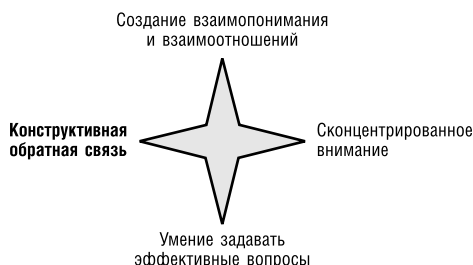 Создание взаимопонимания
и взаимоотношений
Конструктивная
обратная связь
Сконцентрированное
внимание
Умение задавать
эффективные вопросы